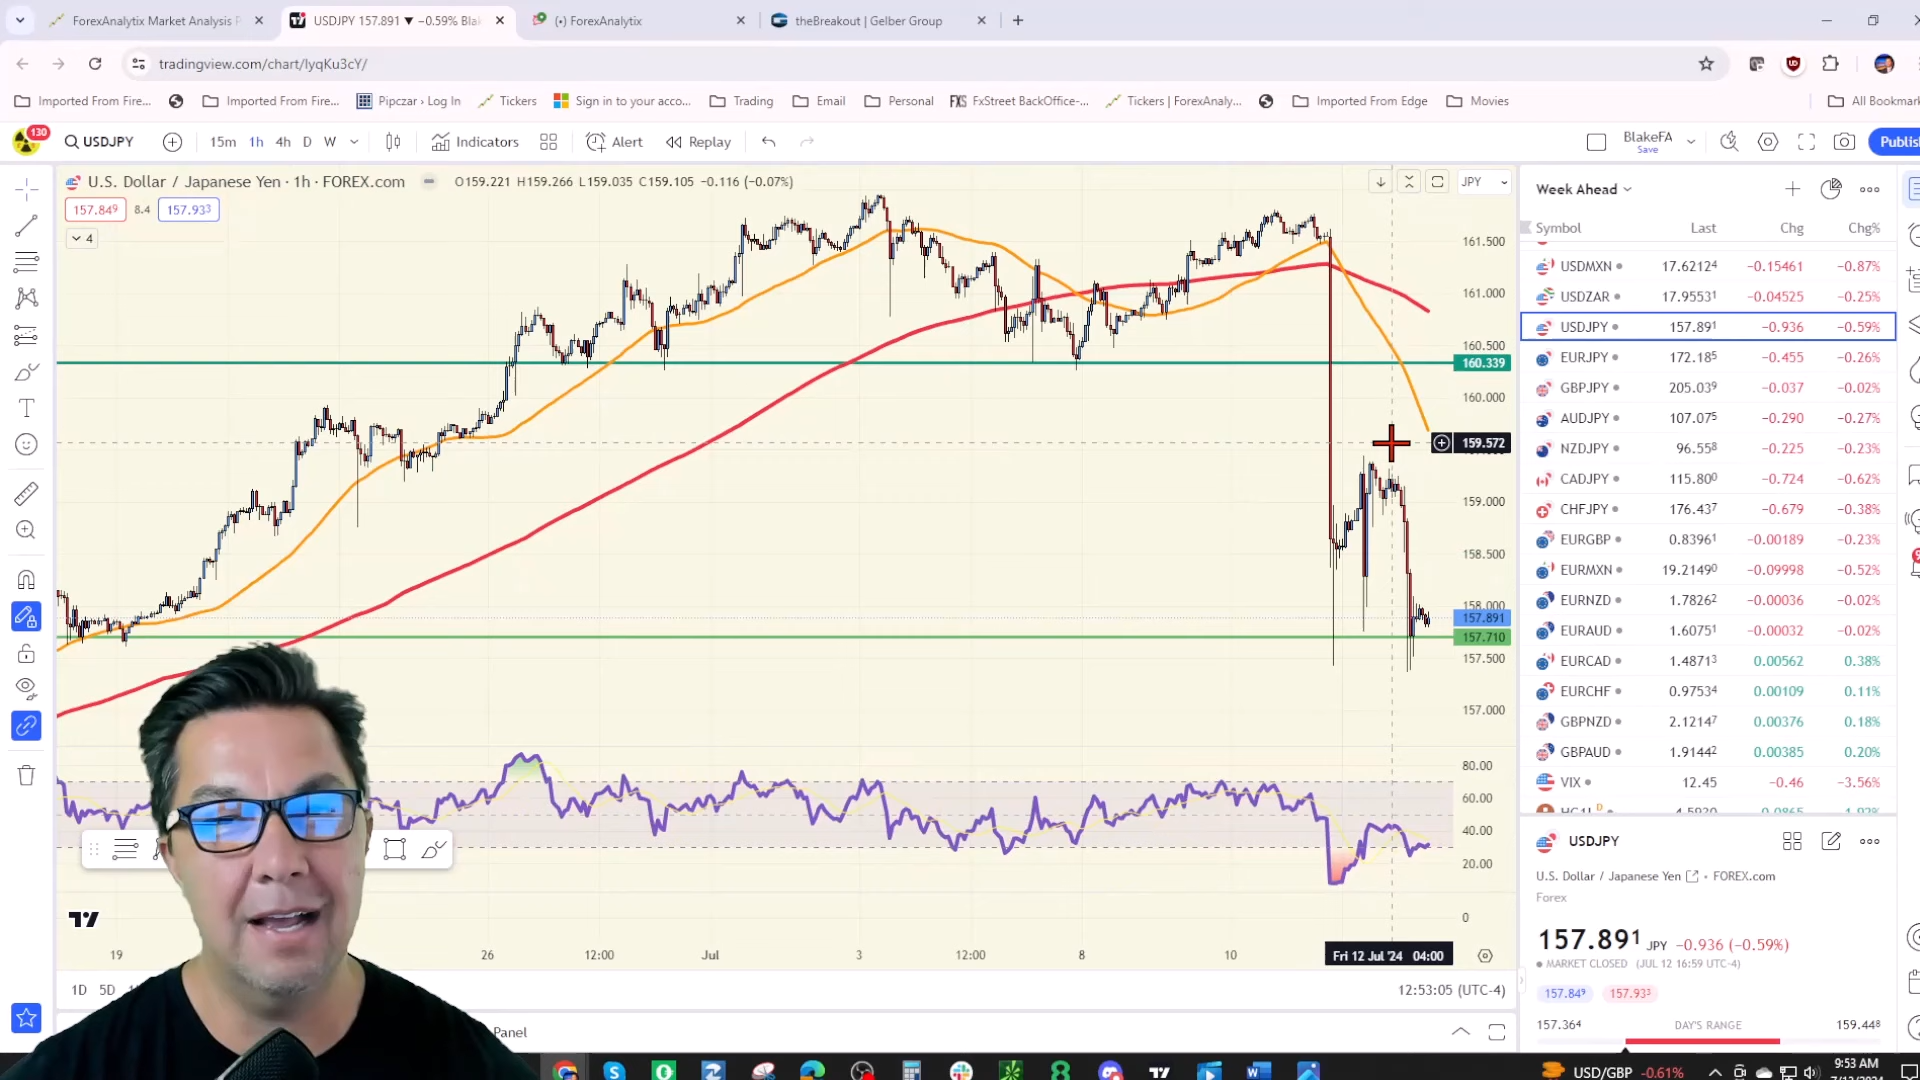 ForexAnalytix Market Analysis P
USDJPY 157.891 ▼ −0.59% Blak
(•) ForexAnalytix
theBreakout | Gelber Group
tradingview.com/chart/lyqKu3cY/
Imported From Fire...
Imported From Fire...
Pipczar › Log In
Tickers
Sign in to your acco...
Trading
Email
Personal
FXS FxStreet BackOffice-...
Tickers | ForexAnaly...
Imported From Edge
Movies
All Bookmark
130
USDJPY
15m 1h 4h D W
Indicators
Alert
Replay
BlakeFA
Save
Publis
U.S. Dollar / Japanese Yen · 1h · FOREX.com
O159.221 H159.266 L159.035 C159.105 −0.116 (−0.07%)
157.849 8.4 157.933
4
JPY
161.500
161.000
160.500
160.339
160.000
159.572
159.000
158.500
158.000
157.891
157.710
157.500
157.000
80.00
60.00
40.00
20.00
0
19 26 12:00 Jul 3 12:00 8 10
Fri 12 Jul '24 04:00
1D 5D
12:53:05 (UTC-4)
Panel
Week Ahead
Symbol Last Chg Chg%
USDMXN 17.62124 −0.15461 −0.87%
USDZAR 17.95531 −0.04525 −0.25%
USDJPY 157.891 −0.936 −0.59%
EURJPY 172.185 −0.455 −0.26%
GBPJPY 205.039 −0.037 −0.02%
AUDJPY 107.075 −0.290 −0.27%
NZDJPY 96.558 −0.225 −0.23%
CADJPY 115.800 −0.724 −0.62%
CHFJPY 176.437 −0.679 −0.38%
EURGBP 0.83961 −0.00189 −0.23%
EURMXN 19.21490 −0.09998 −0.52%
EURNZD 1.78262 −0.00036 −0.02%
EURAUD 1.60751 −0.00032 −0.02%
EURCAD 1.48713 0.00562 0.38%
EURCHF 0.97534 0.00109 0.11%
GBPNZD 2.12147 0.00376 0.18%
GBPAUD 1.91442 0.00385 0.20%
VIX 12.45 −0.46 −3.56%
USDJPY
U.S. Dollar / Japanese Yen • FOREX.com
Forex
157.891 JPY −0.936 (−0.59%)
MARKET CLOSED (JUL 12 16:59 UTC-4)
157.849 157.933
157.364 DAY'S RANGE 159.448
USD/GBP −0.61%
9:53 AM